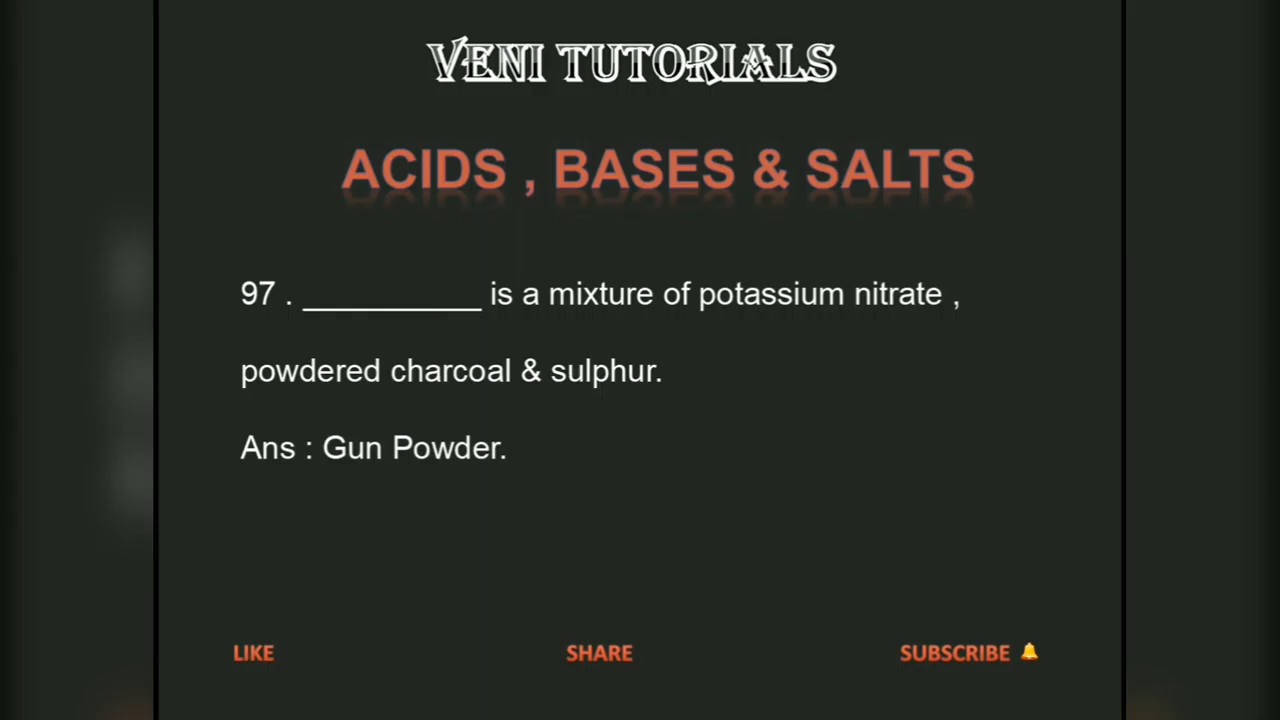 VENI TUTORIALS
ACIDS , BASES & SALTS
97 . __________ is a mixture of potassium nitrate ,
powdered charcoal & sulphur.
Ans : Gun Powder.
LIKE SHARE SUBSCRIBE